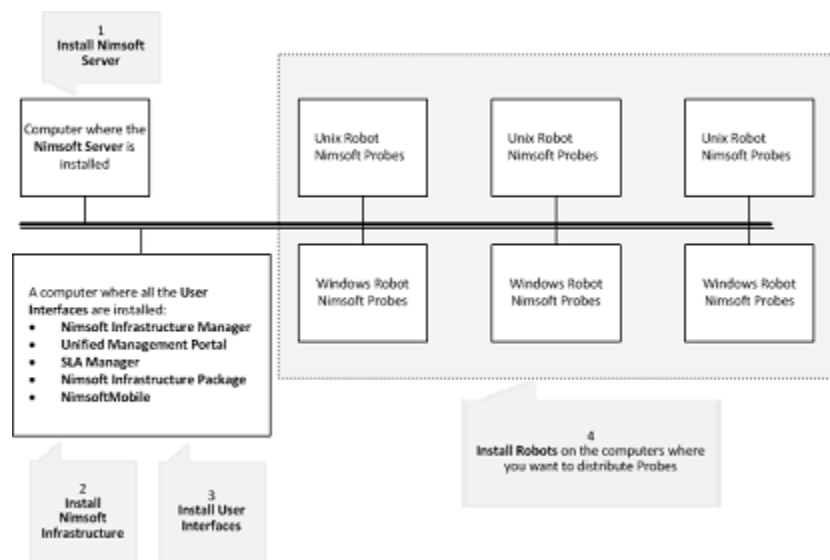 1
Install Nimsoft
Server
Computer where the
Nimsoft Server is
installed
Unix Robot
Nimsoft Probes
Unix Robot
Nimsoft Probes
Unix Robot
Nimsoft Probes
A computer where all the User
Interfaces are installed:
• Nimsoft Infrastructure Manager
• Unified Management Portal
• SLA Manager
• Nimsoft Infrastructure Package
• NimsoftMobile
Windows Robot
Nimsoft Probes
Windows Robot
Nimsoft Probes
Windows Robot
Nimsoft Probes
2
Install
Nimsoft
Infrastructure
3
Install User
Interfaces
4
Install Robots on the computers where
you want to distribute Probes